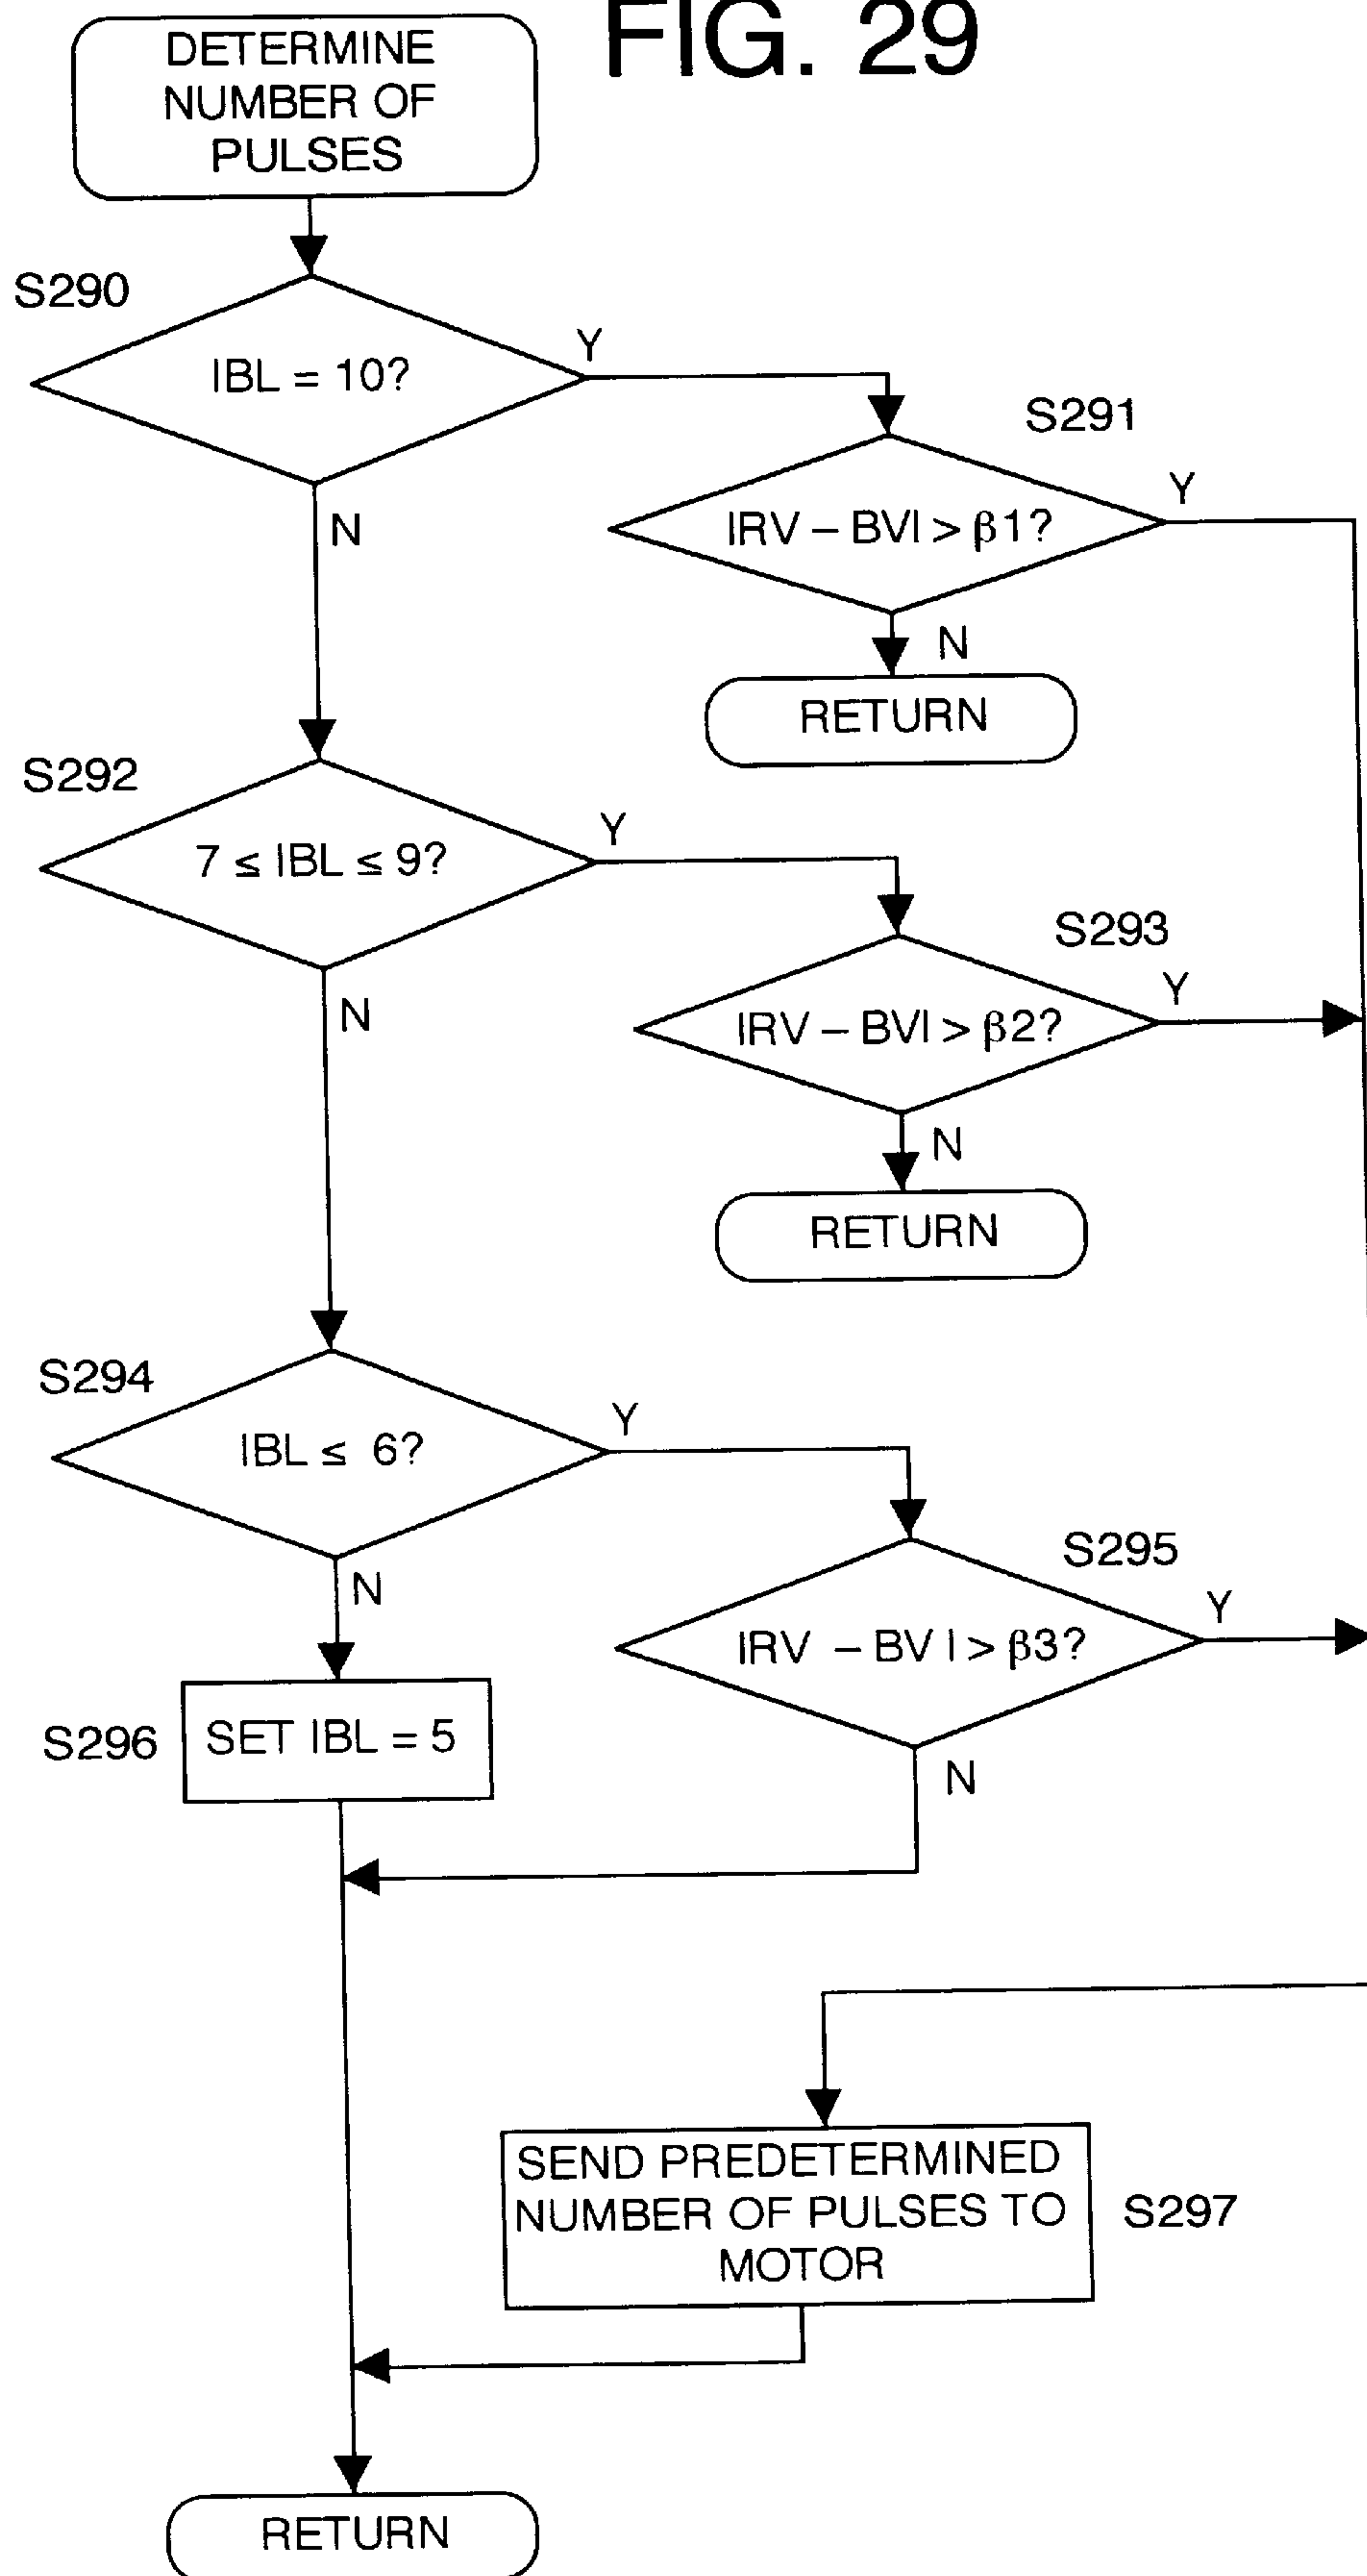 FIG. 29
DETERMINE
NUMBER OF
PULSES
S290
IBL = 10?
Y
N
S291
IRV – BVI > β1?
Y
N
RETURN
S292
7 ≤ IBL ≤ 9?
Y
N
S293
IRV – BVI > β2?
Y
N
RETURN
S294
IBL ≤ 6?
Y
N
S295
IRV – BV I > β3?
Y
N
S296
SET IBL = 5
SEND PREDETERMINED
NUMBER OF PULSES TO
MOTOR
S297
RETURN